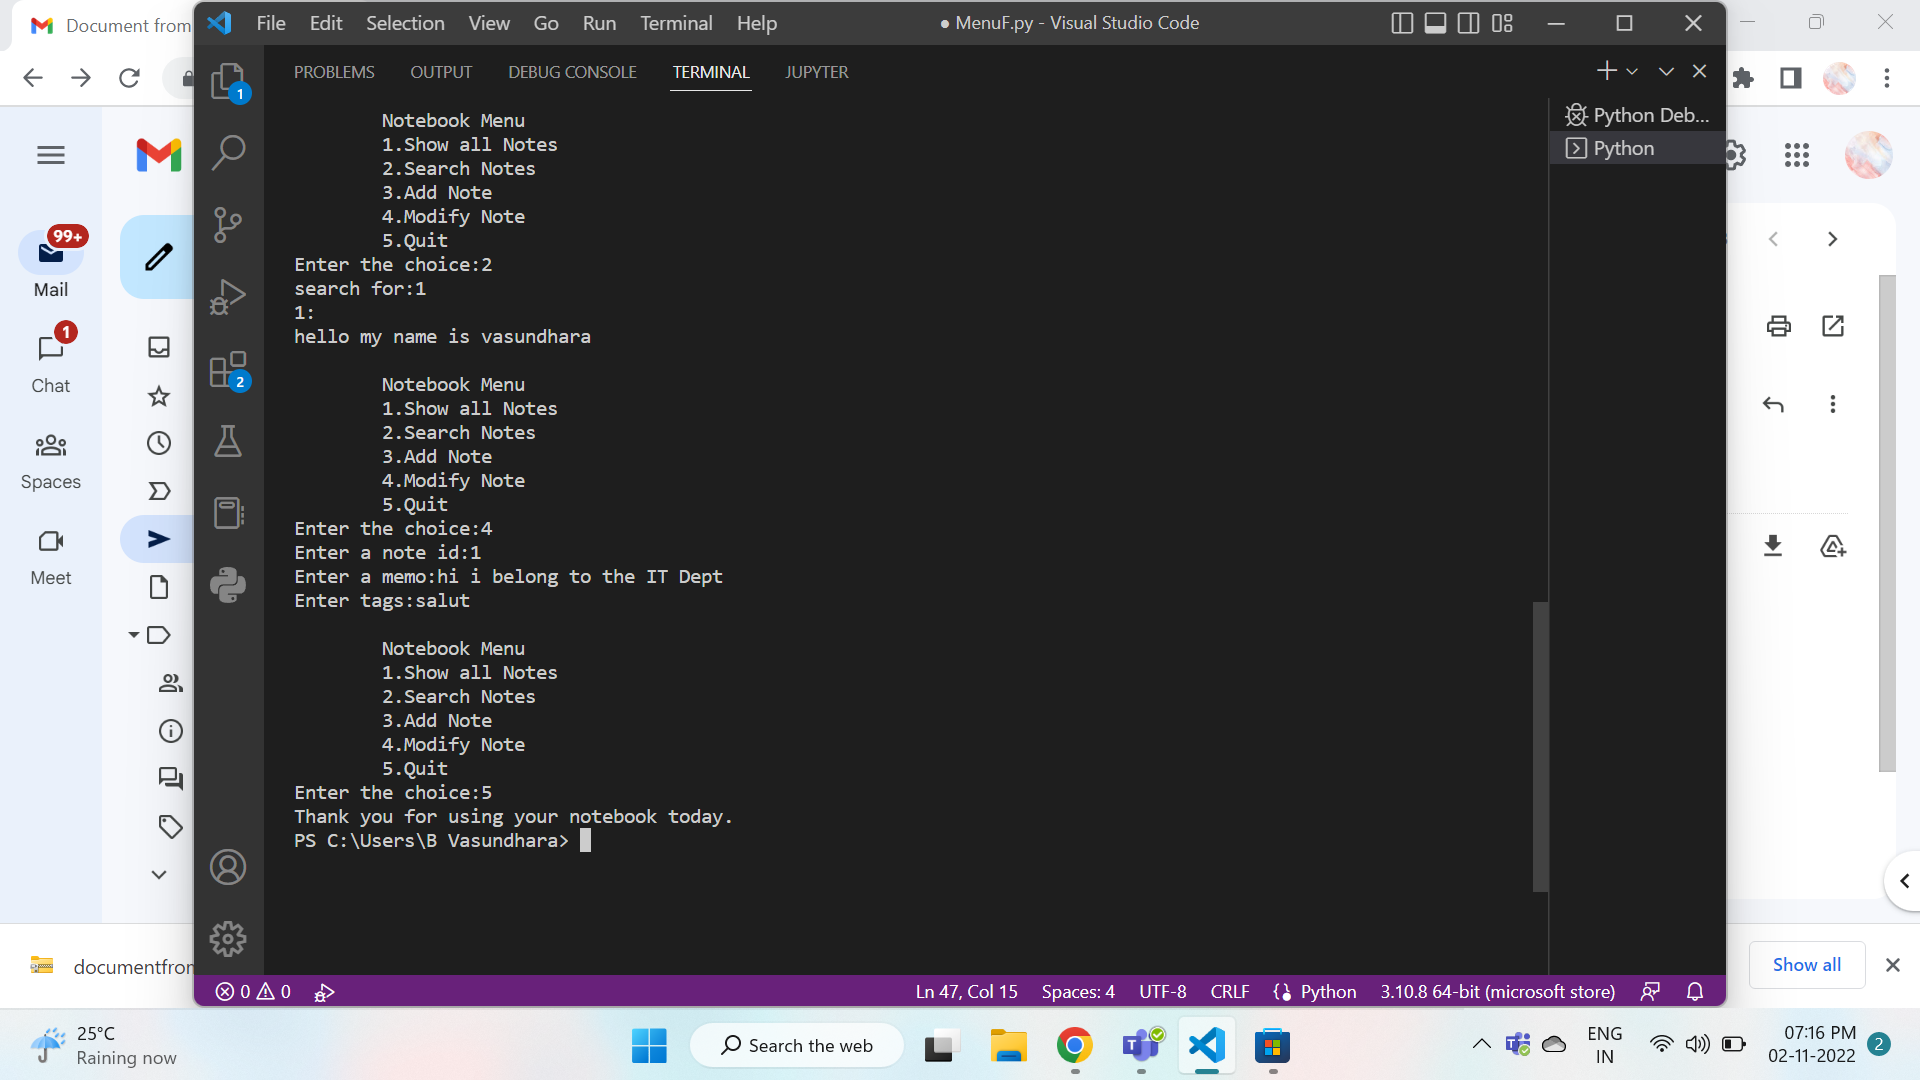 Document from
File Edit Selection View Go Run Terminal Help
● MenuF.py - Visual Studio Code
PROBLEMS OUTPUT DEBUG CONSOLE TERMINAL JUPYTER
Python Deb...
Python
1
2
99+
Mail
1
Chat
Spaces
Meet
Notebook Menu
1.Show all Notes
2.Search Notes
3.Add Note
4.Modify Note
5.Quit
Enter the choice:2
search for:1
1:
hello my name is vasundhara
Notebook Menu
1.Show all Notes
2.Search Notes
3.Add Note
4.Modify Note
5.Quit
Enter the choice:4
Enter a note id:1
Enter a memo:hi i belong to the IT Dept
Enter tags:salut
Notebook Menu
1.Show all Notes
2.Search Notes
3.Add Note
4.Modify Note
5.Quit
Enter the choice:5
Thank you for using your notebook today.
PS C:\Users\B Vasundhara>
documentfror
Show all
0 0
Ln 47, Col 15 Spaces: 4 UTF-8 CRLF Python 3.10.8 64-bit (microsoft store)
25°C
Raining now
Search the web
ENG
IN
07:16 PM
02-11-2022
2